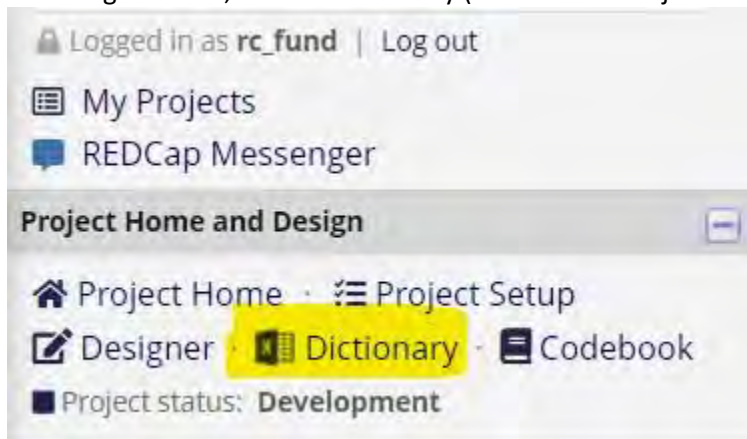 Logged in as rc_fund | Log out
My Projects
REDCap Messenger
Project Home and Design
Project Home · Project Setup
Designer · Dictionary · Codebook
Project status: Development